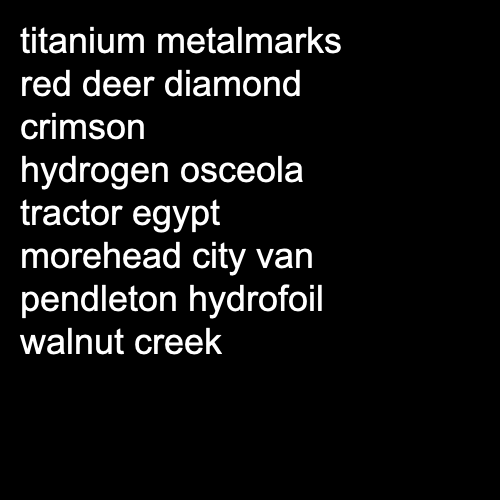 titanium metalmarks
red deer diamond
crimson
hydrogen osceola
tractor egypt
morehead city van
pendleton hydrofoil
walnut creek